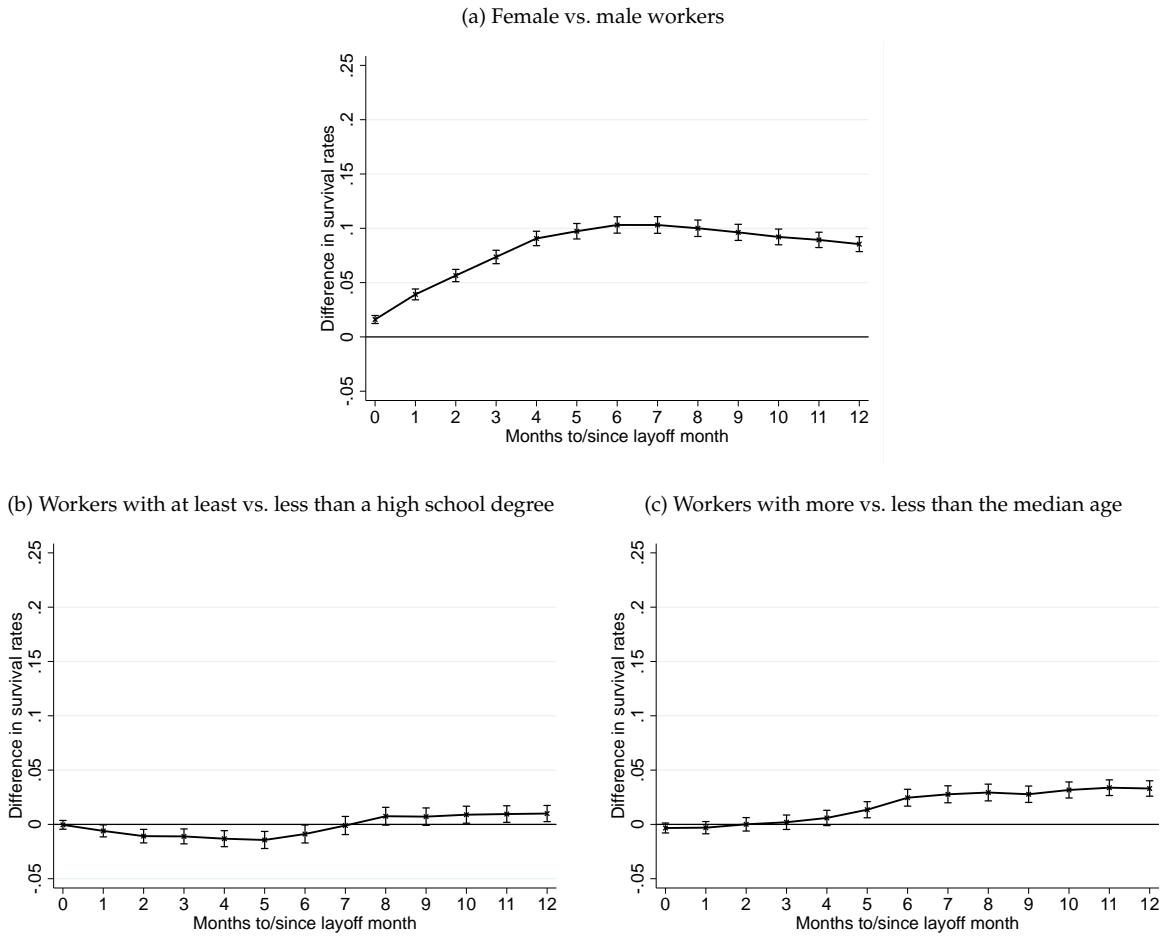 (a) Female vs. male workers
Difference in survival rates
.25
.2
.15
.1
.05
0
-.05
0 1 2 3 4 5 6 7 8 9 10 11 12
Months to/since layoff month
(b) Workers with at least vs. less than a high school degree
Difference in survival rates
.25
.2
.15
.1
.05
0
-.05
0 1 2 3 4 5 6 7 8 9 10 11 12
Months to/since layoff month
(c) Workers with more vs. less than the median age
Difference in survival rates
.25
.2
.15
.1
.05
0
-.05
0 1 2 3 4 5 6 7 8 9 10 11 12
Months to/since layoff month